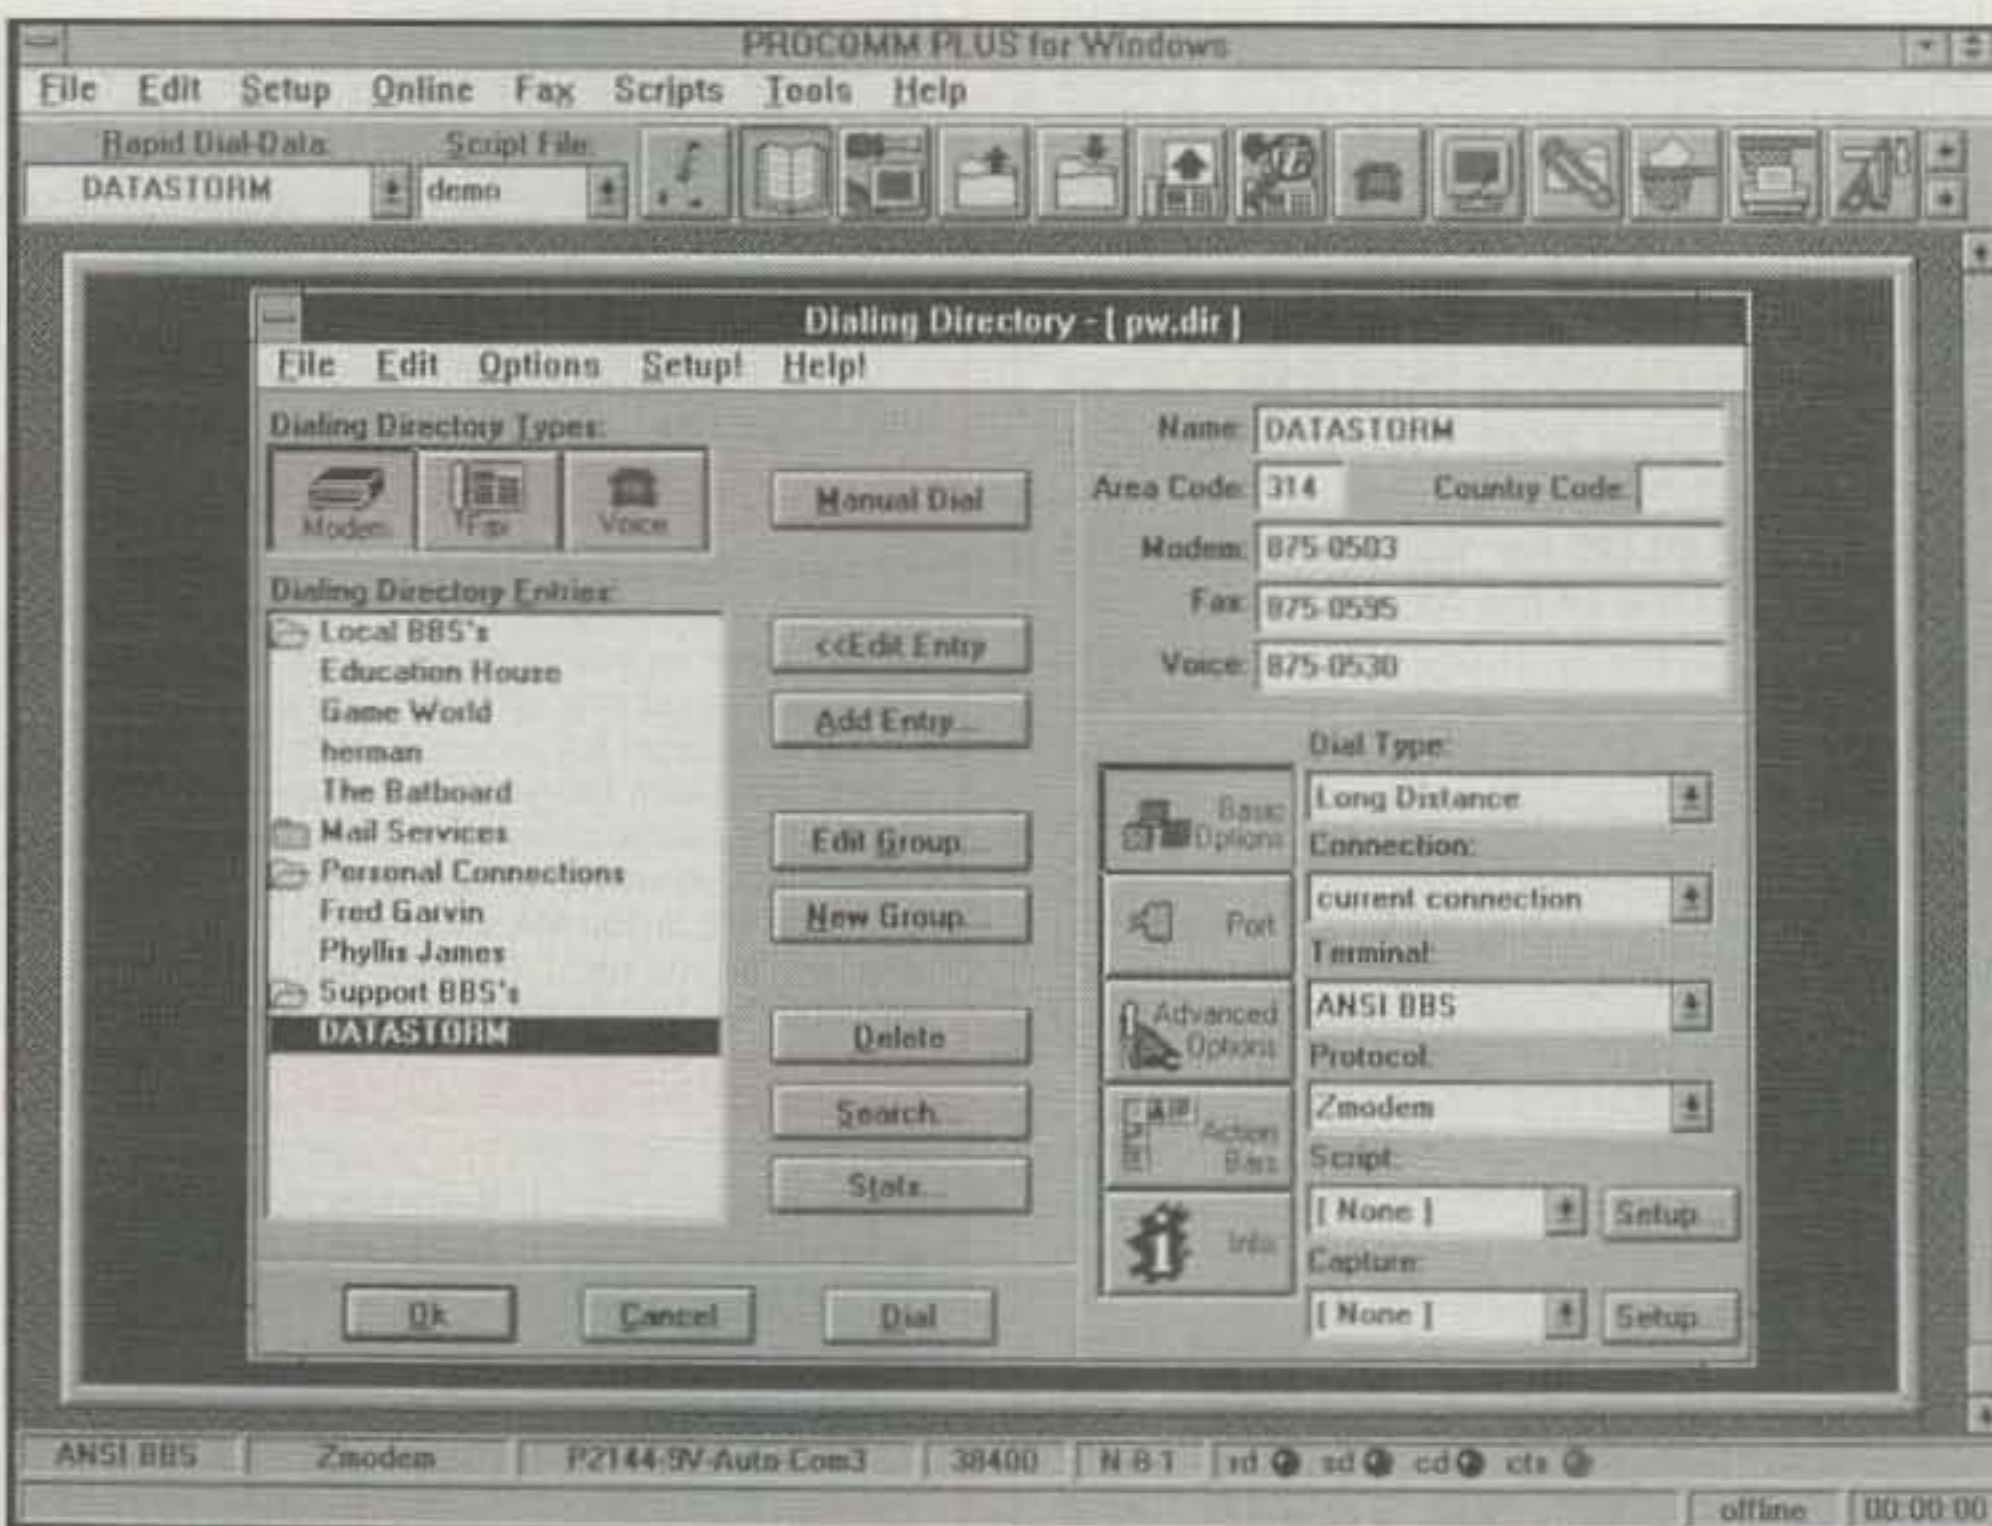 PROCOMM PLUS for Windows
File Edit Setup Online Fax Scripts Tools Help
Rapid Dial-Data: Script File:
DATASTORM demo
Dialing Directory - [ pw.dir ]
File Edit Options Setup! Help!
Dialing Directory Types:
Modem Fax Voice
Manual Dial
Dialing Directory Entries:
Local BBS's
Education House
Game World
herman
The Batboard
Mail Services
Personal Connections
Fred Garvin
Phyllis James
Support BBS's
DATASTORM
<<Edit Entry
Add Entry...
Edit Group...
New Group...
Delete
Search...
Stats...
Ok Cancel Dial
Name: DATASTORM
Area Code: 314 Country Code:
Modem: 875-0503
Fax: 875-0595
Voice: 875-0530
Basic Options
Port
Advanced Options
Action Bars
Info
Dial Type:
Long Distance
Connection:
current connection
Terminal:
ANSI BBS
Protocol:
Zmodem
Script:
[ None ] Setup...
Capture:
[ None ] Setup...
ANSI BBS Zmodem P2144-9V-Auto-Com3 38400 N-8-1 rd sd cd cts
offline 00:00:00